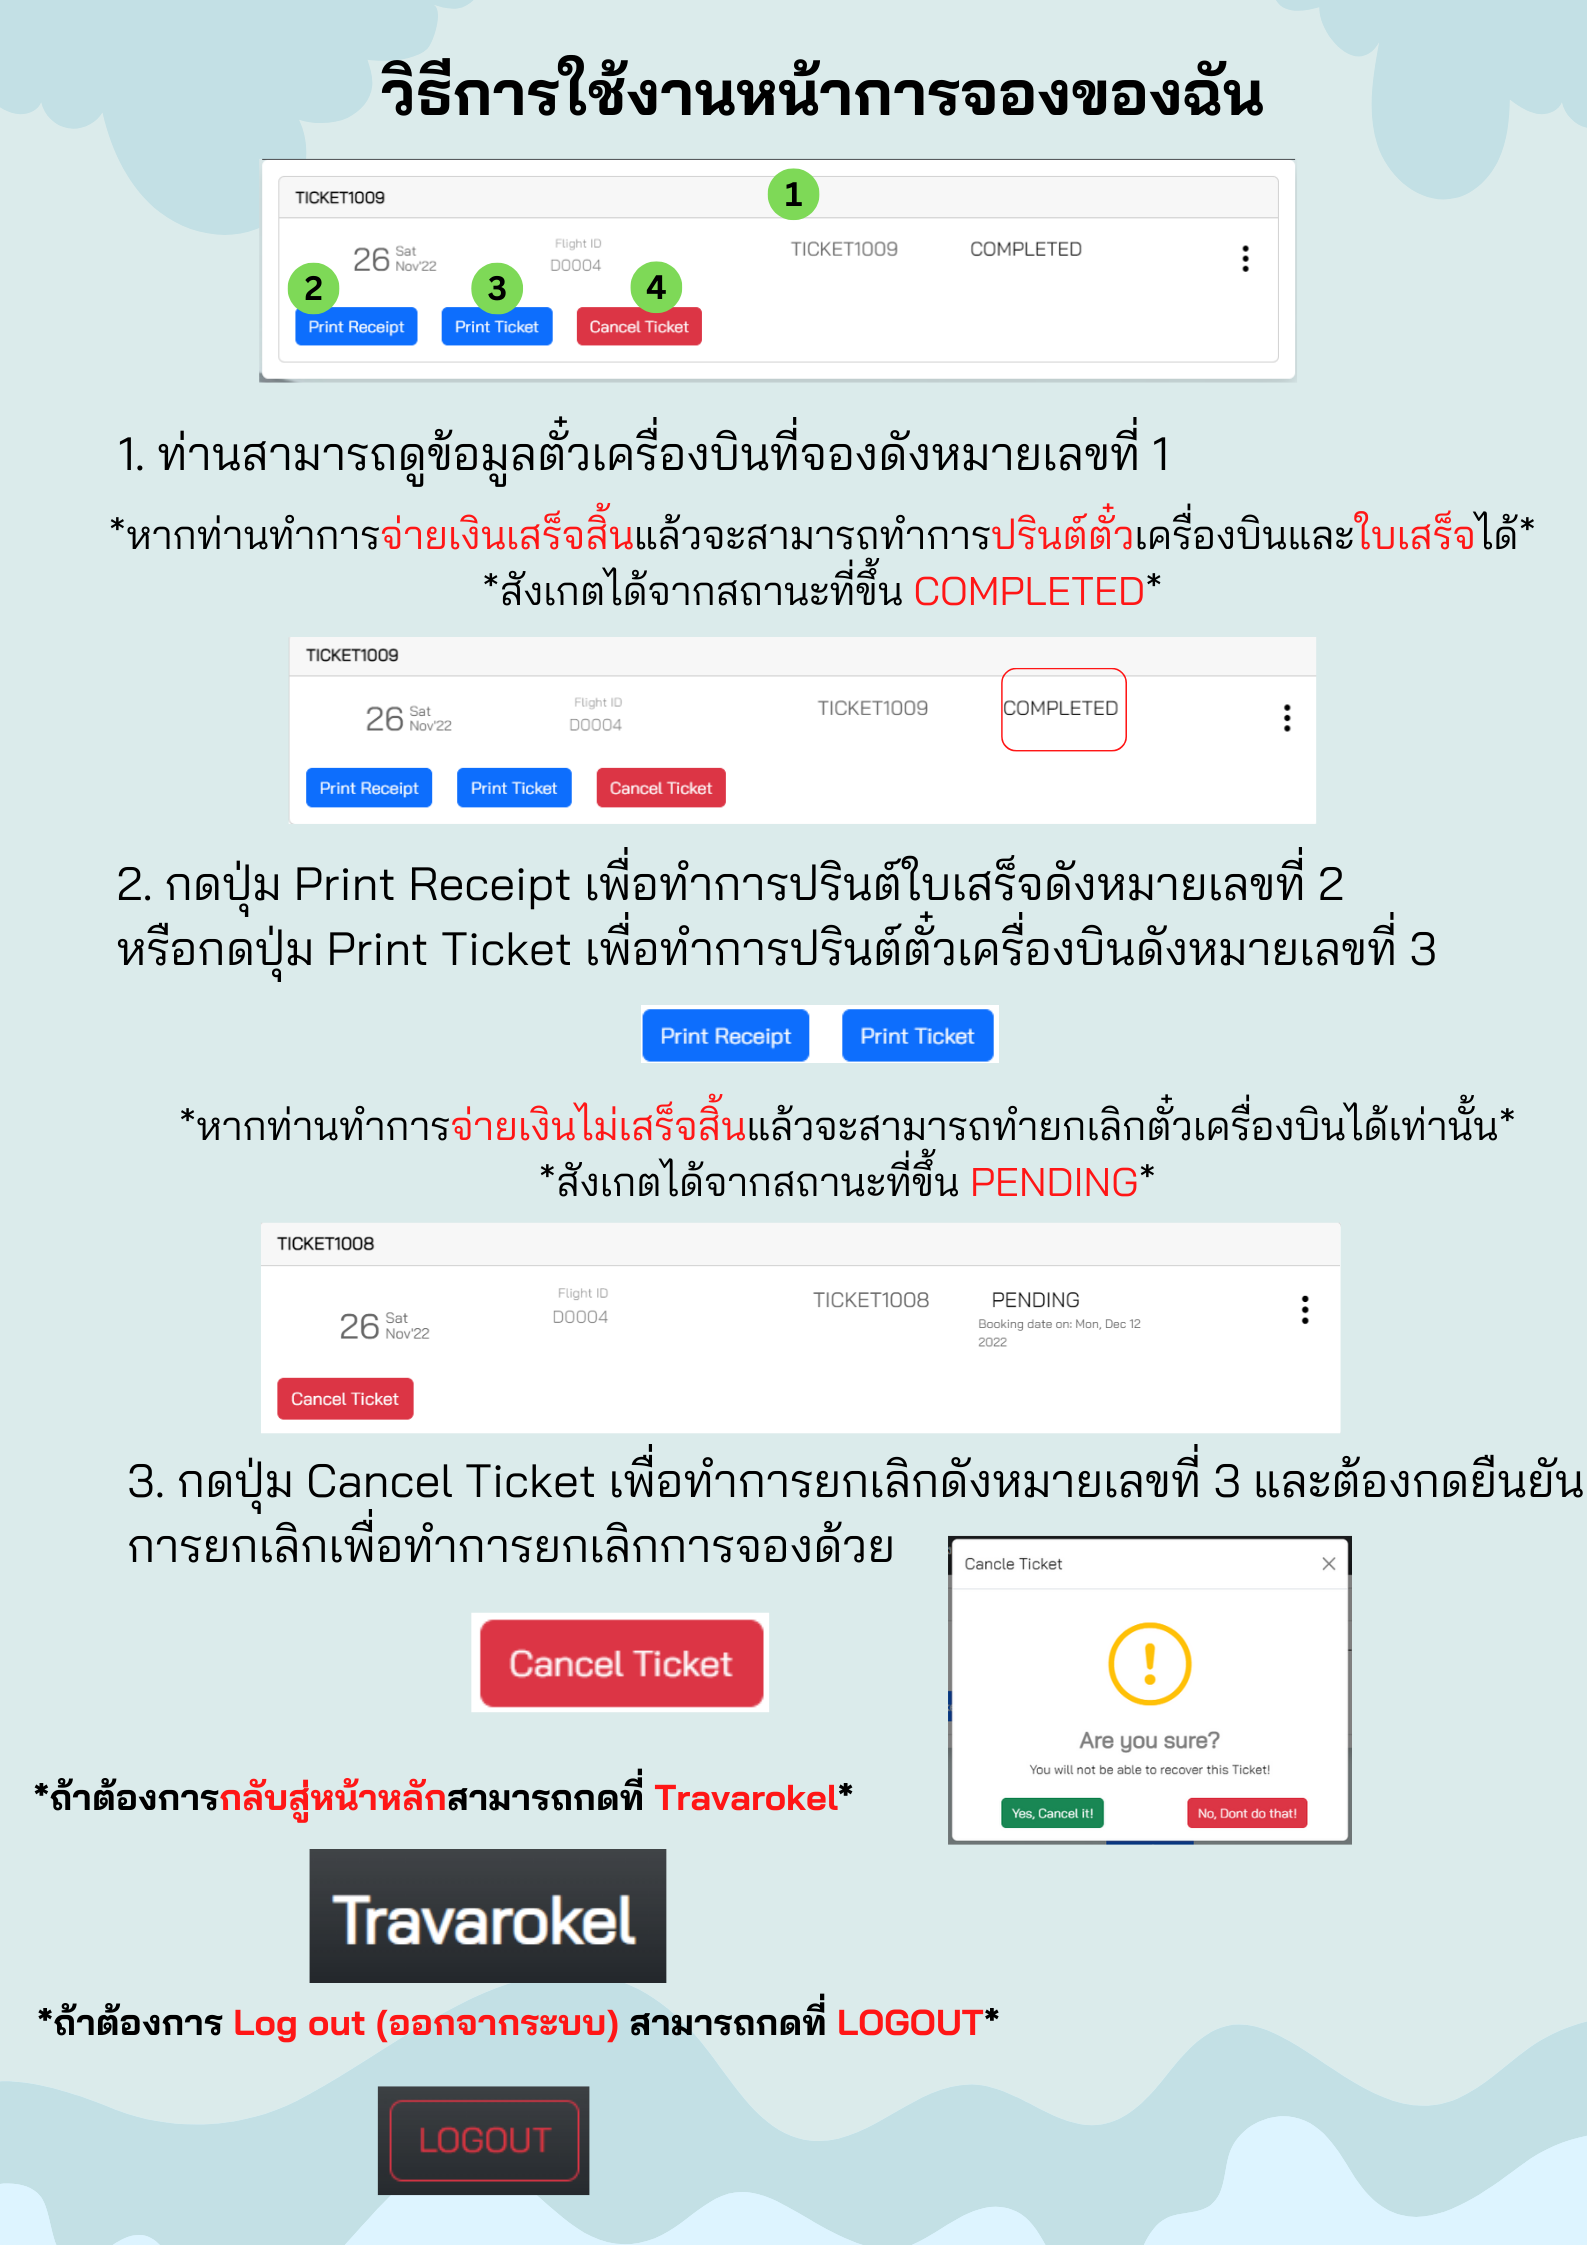 วิธีการใช้งานหน้าการจองของฉัน
TICKET1009
1
26 Sat Nov'22
Flight ID
D0004
TICKET1009
COMPLETED
2
3
4
Print Receipt
Print Ticket
Cancel Ticket
1. ท่านสามารถดูข้อมูลตั๋วเครื่องบินที่จองดังหมายเลขที่ 1
*หากท่านทำการจ่ายเงินเสร็จสิ้นแล้วจะสามารถทำการปรินต์ตั๋วเครื่องบินและใบเสร็จได้*
*สังเกตได้จากสถานะที่ขึ้น COMPLETED*
TICKET1009
26 Sat Nov'22
Flight ID
D0004
TICKET1009
COMPLETED
Print Receipt
Print Ticket
Cancel Ticket
2. กดปุ่ม Print Receipt เพื่อทำการปรินต์ใบเสร็จดังหมายเลขที่ 2
หรือกดปุ่ม Print Ticket เพื่อทำการปรินต์ตั๋วเครื่องบินดังหมายเลขที่ 3
Print Receipt
Print Ticket
*หากท่านทำการจ่ายเงินไม่เสร็จสิ้นแล้วจะสามารถทำยกเลิกตั๋วเครื่องบินได้เท่านั้น*
*สังเกตได้จากสถานะที่ขึ้น PENDING*
TICKET1008
26 Sat Nov'22
Flight ID
D0004
TICKET1008
PENDING
Booking date on: Mon, Dec 12
2022
Cancel Ticket
3. กดปุ่ม Cancel Ticket เพื่อทำการยกเลิกดังหมายเลขที่ 3 และต้องกดยืนยัน
การยกเลิกเพื่อทำการยกเลิกการจองด้วย
Cancel Ticket
Cancle Ticket
Are you sure?
You will not be able to recover this Ticket!
Yes, Cancel it!
No, Dont do that!
*ถ้าต้องการกลับสู่หน้าหลักสามารถกดที่ Travarokel*
Travarokel
*ถ้าต้องการ Log out (ออกจากระบบ) สามารถกดที่ LOGOUT*
LOGOUT